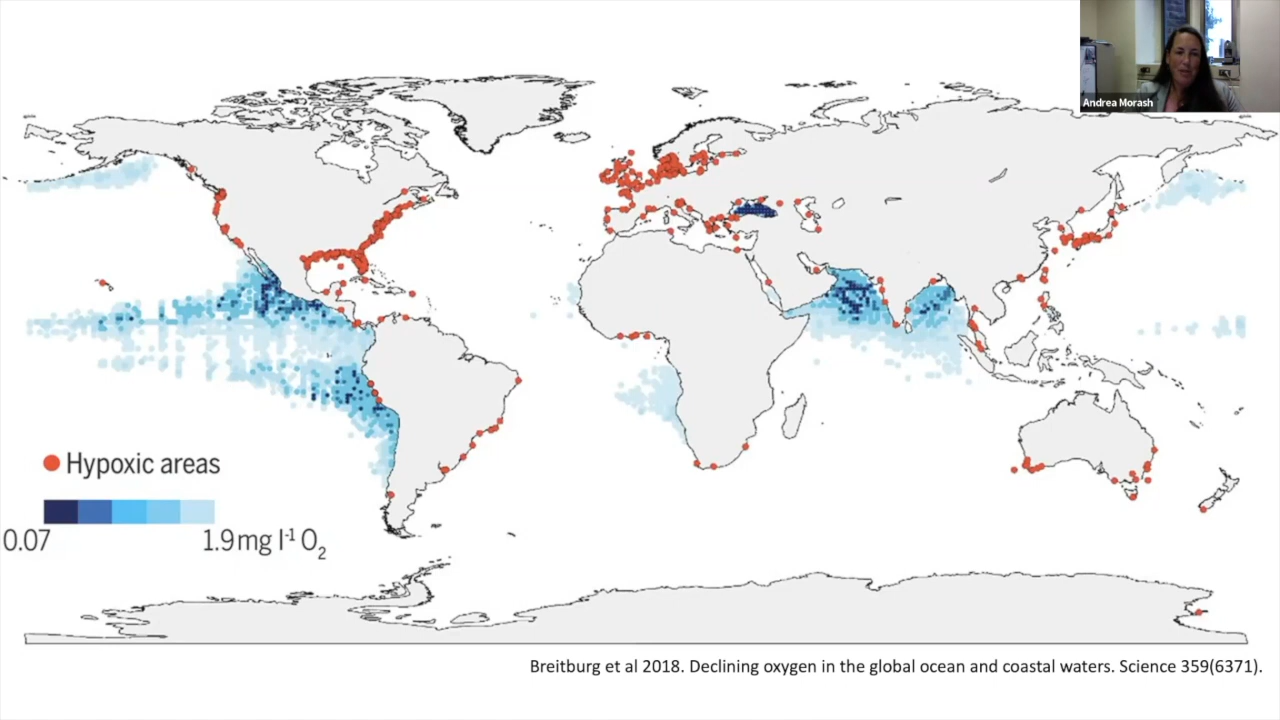 Andrea Morash
Hypoxic areas
0.07
1.9 mg l⁻¹ O₂
Breitburg et al 2018. Declining oxygen in the global ocean and coastal waters. Science 359(6371).